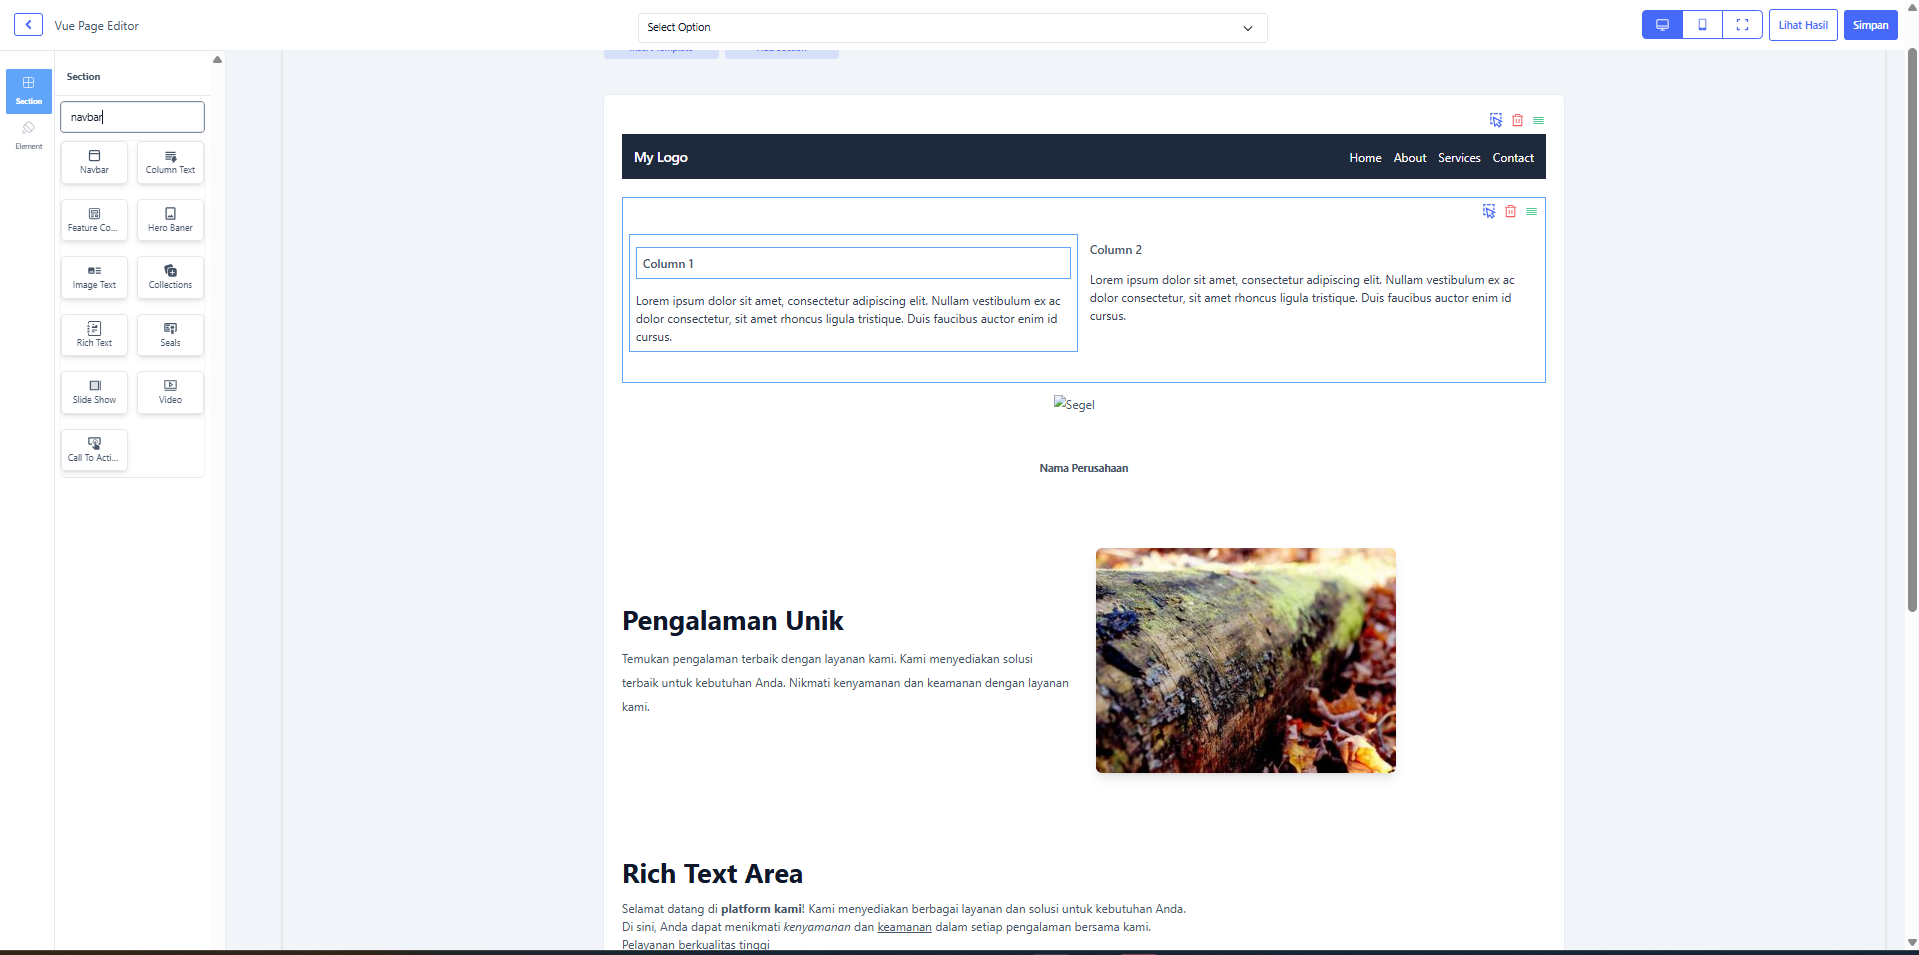 Vue Page Editor
Select Option
Lihat Hasil
Simpan
Insert Template
Add Section
Section
Element
Section
navbar
Navbar
Column Text
Feature Co...
Hero Baner
Image Text
Collections
Rich Text
Seals
Slide Show
Video
Call To Acti...
My Logo
Home
About
Services
Contact
Column 1
Lorem ipsum dolor sit amet, consectetur adipiscing elit. Nullam vestibulum ex ac
dolor consectetur, sit amet rhoncus ligula tristique. Duis faucibus auctor enim id
cursus.
Column 2
Lorem ipsum dolor sit amet, consectetur adipiscing elit. Nullam vestibulum ex ac
dolor consectetur, sit amet rhoncus ligula tristique. Duis faucibus auctor enim id
cursus.
Segel
Nama Perusahaan
Pengalaman Unik
Temukan pengalaman terbaik dengan layanan kami. Kami menyediakan solusi
terbaik untuk kebutuhan Anda. Nikmati kenyamanan dan keamanan dengan layanan
kami.
Rich Text Area
Selamat datang di platform kami! Kami menyediakan berbagai layanan dan solusi untuk kebutuhan Anda.
Di sini, Anda dapat menikmati kenyamanan dan keamanan dalam setiap pengalaman bersama kami.
Pelayanan berkualitas tinggi